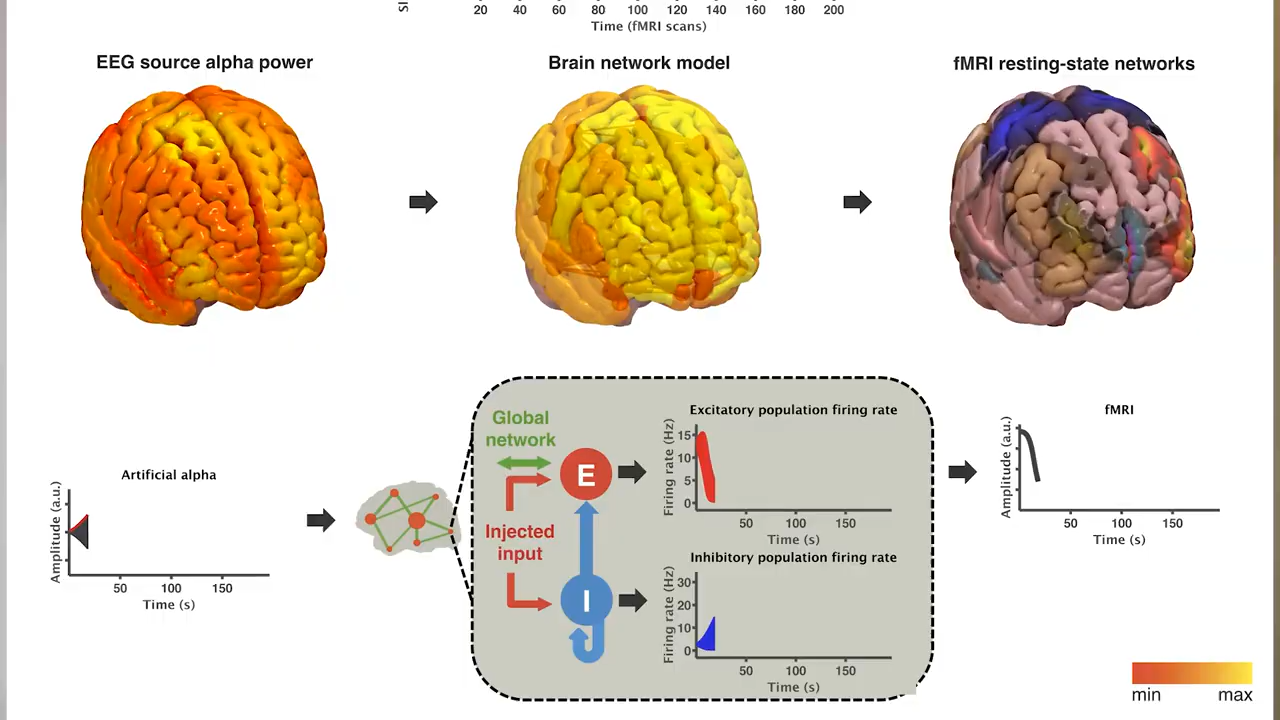 20 40 60 80 100 120 140 160 180 200
Time (fMRI scans)
EEG source alpha power
Brain network model
fMRI resting-state networks
Artificial alpha
Amplitude (a.u.)
50 100 150
Time (s)
Global
network
E
Injected
input
I
Excitatory population firing rate
Firing rate (Hz)
15
10
5
0
50 100 150
Time (s)
Inhibitory population firing rate
Firing rate (Hz)
30
20
10
0
50 100 150
Time (s)
fMRI
Amplitude (a.u.)
50 100 150
Time (s)
min max